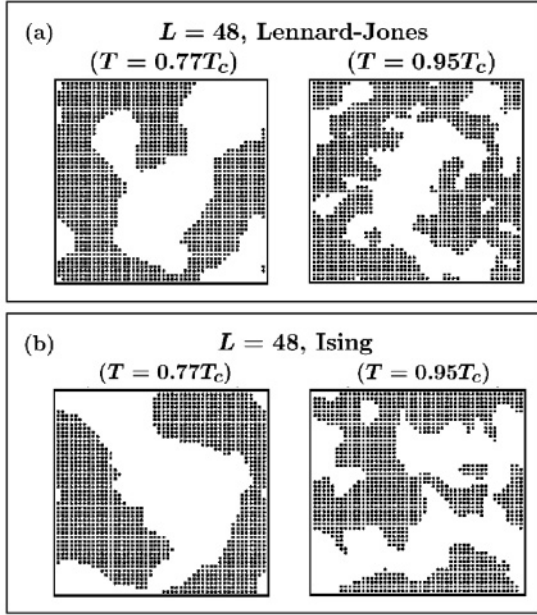 (a) L = 48, Lennard-Jones
(T = 0.77T_c) (T = 0.95T_c)
(b) L = 48, Ising
(T = 0.77T_c) (T = 0.95T_c)